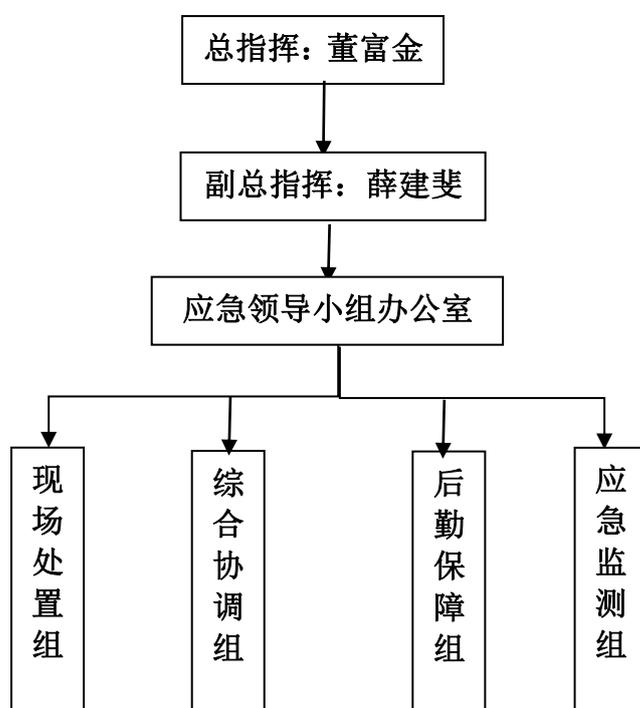 总指挥：董富金
副总指挥：薛建斐
应急领导小组办公室
现场处置组
综合协调组
后勤保障组
应急监测组